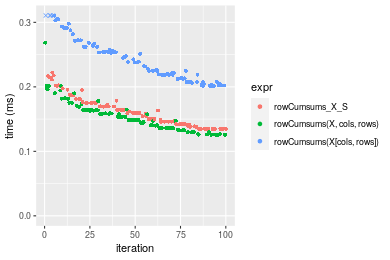 0.3
0.2
0.1
0.0
time (ms)
0
25
50
75
100
iteration
expr
rowCumsums_X_S
rowCumsums(X, cols, rows)
rowCumsums(X[cols, rows])